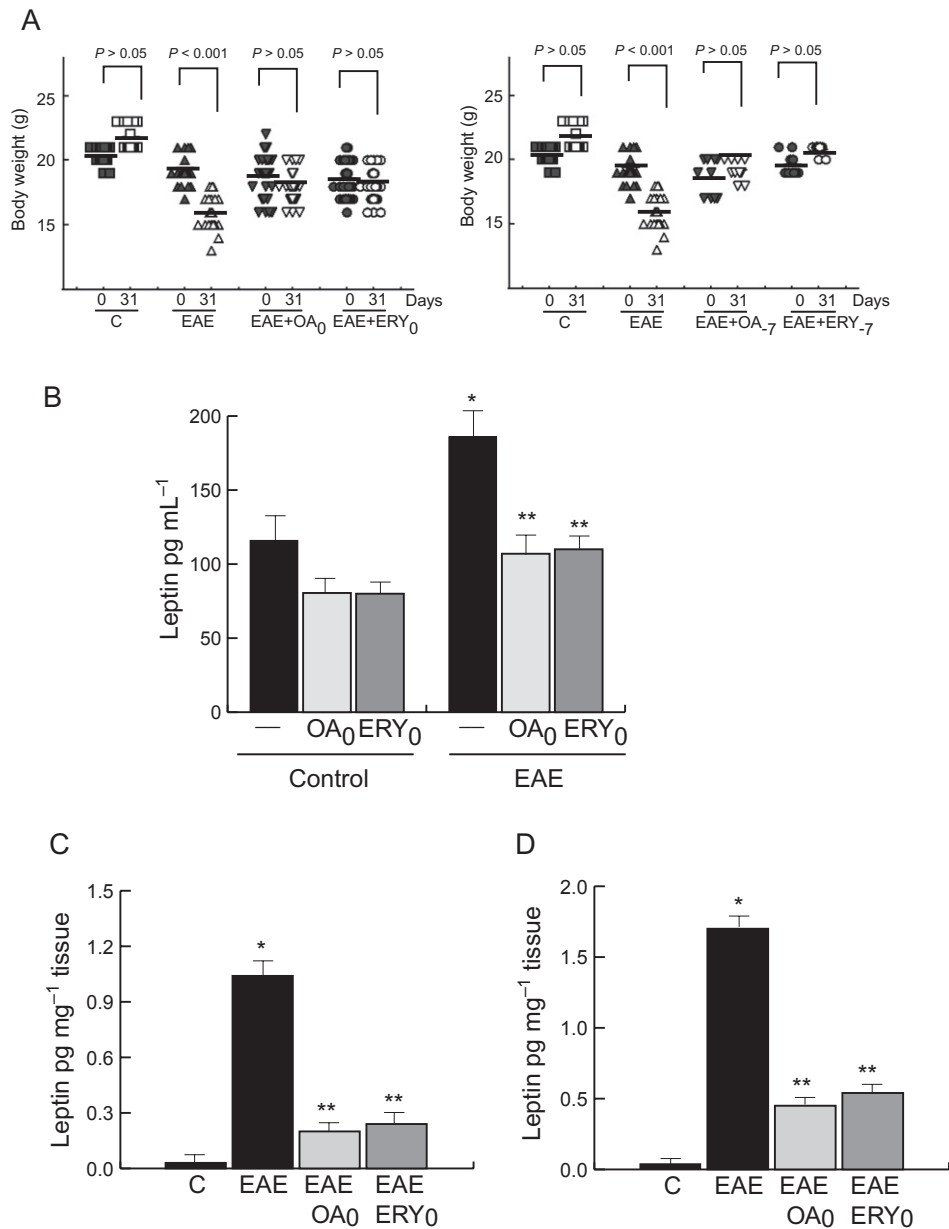 A
P > 0.05 P < 0.001 P > 0.05 P > 0.05
Body weight (g)
25
20
15
0 31 0 31 0 31 0 31 Days
C EAE EAE+OA0 EAE+ERY0
P > 0.05 P < 0.001 P > 0.05 P > 0.05
Body weight (g)
25
20
15
0 31 0 31 0 31 0 31 Days
C EAE EAE+OA-7 EAE+ERY-7
B
Leptin pg mL−1
200
150
100
50
0
* ** **
— OA0 ERY0 — OA0 ERY0
Control EAE
C
Leptin pg mg−1 tissue
1.5
1.2
0.9
0.6
0.3
0.0
* ** **
C EAE EAE EAE
OA0 ERY0
D
Leptin pg mg−1 tissue
2.0
1.5
1.0
0.5
0.0
* ** **
C EAE EAE EAE
OA0 ERY0